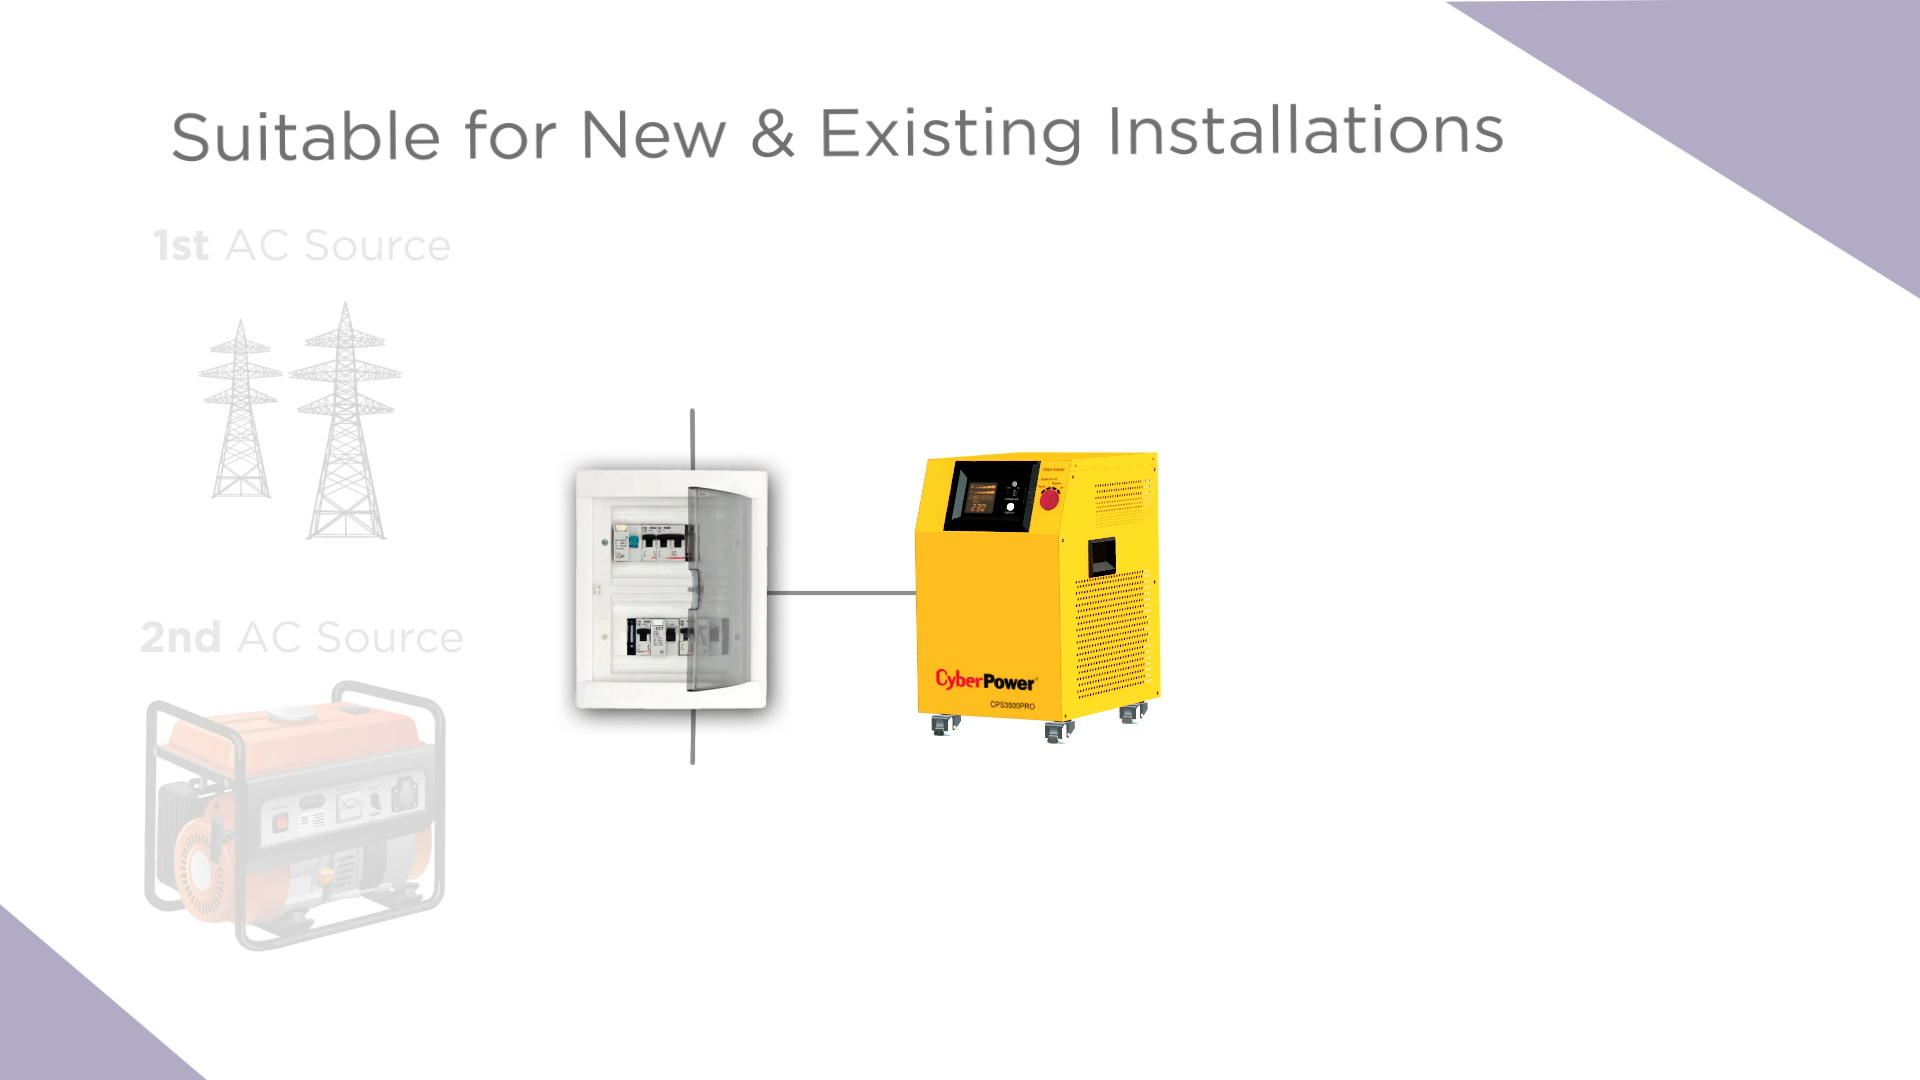 Suitable for New & Existing Installations
1st AC Source
2nd AC Source
230
CyberPower
CPS3500PRO